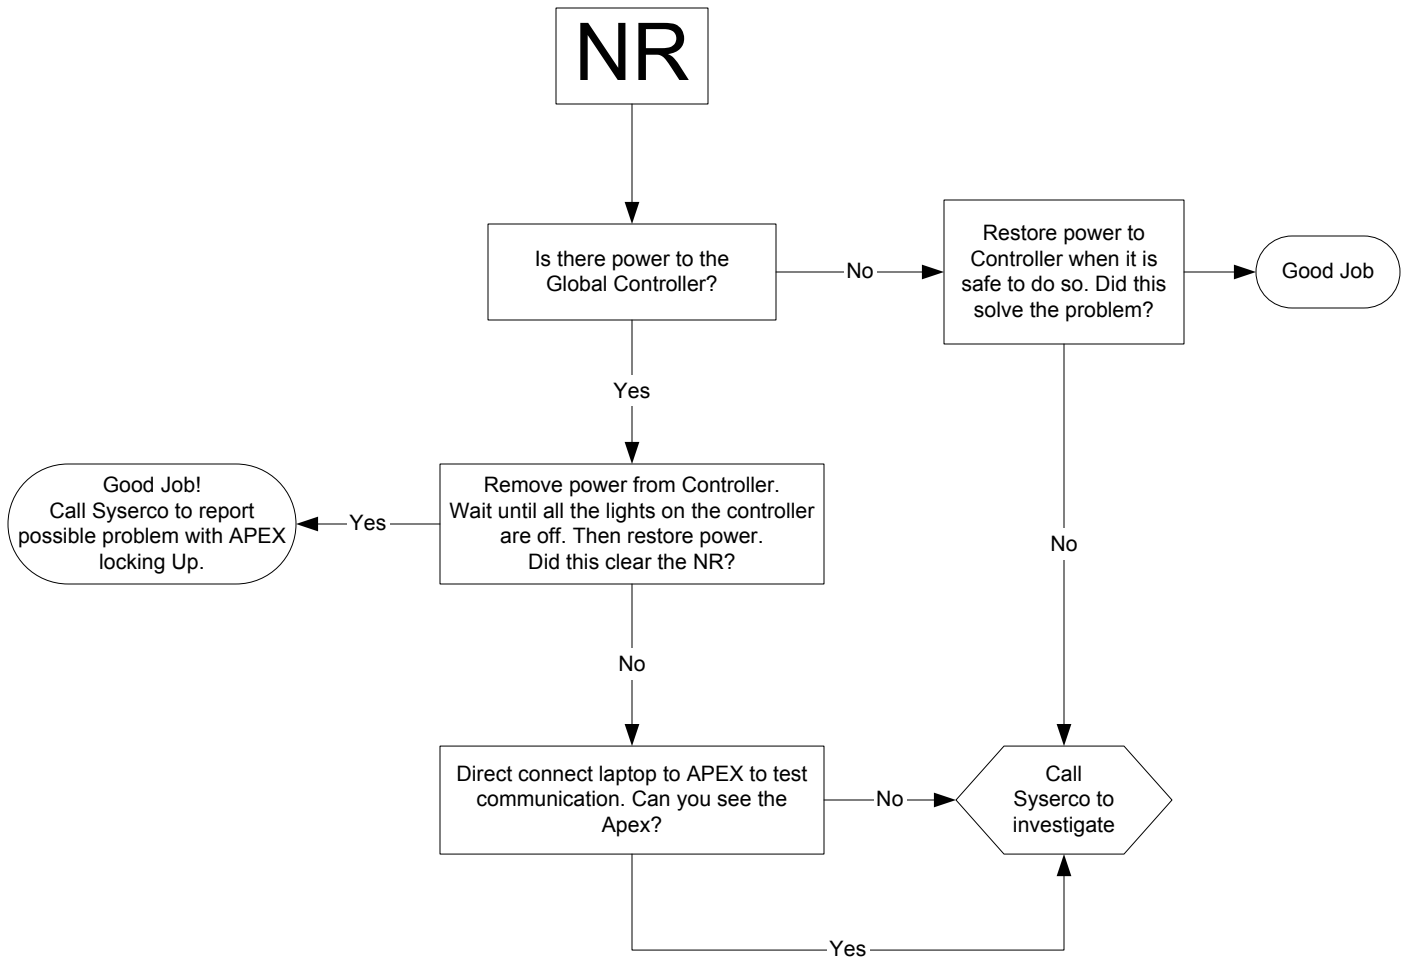 NR
Is there power to the
Global Controller?
No
Restore power to
Controller when it is
safe to do so. Did this
solve the problem?
Good Job
Yes
Good Job!
Call Syserco to report
possible problem with APEX
locking Up.
Yes
Remove power from Controller.
Wait until all the lights on the controller
are off. Then restore power.
Did this clear the NR?
No
No
Direct connect laptop to APEX to test
communication. Can you see the
Apex?
No
Call
Syserco to
investigate
Yes